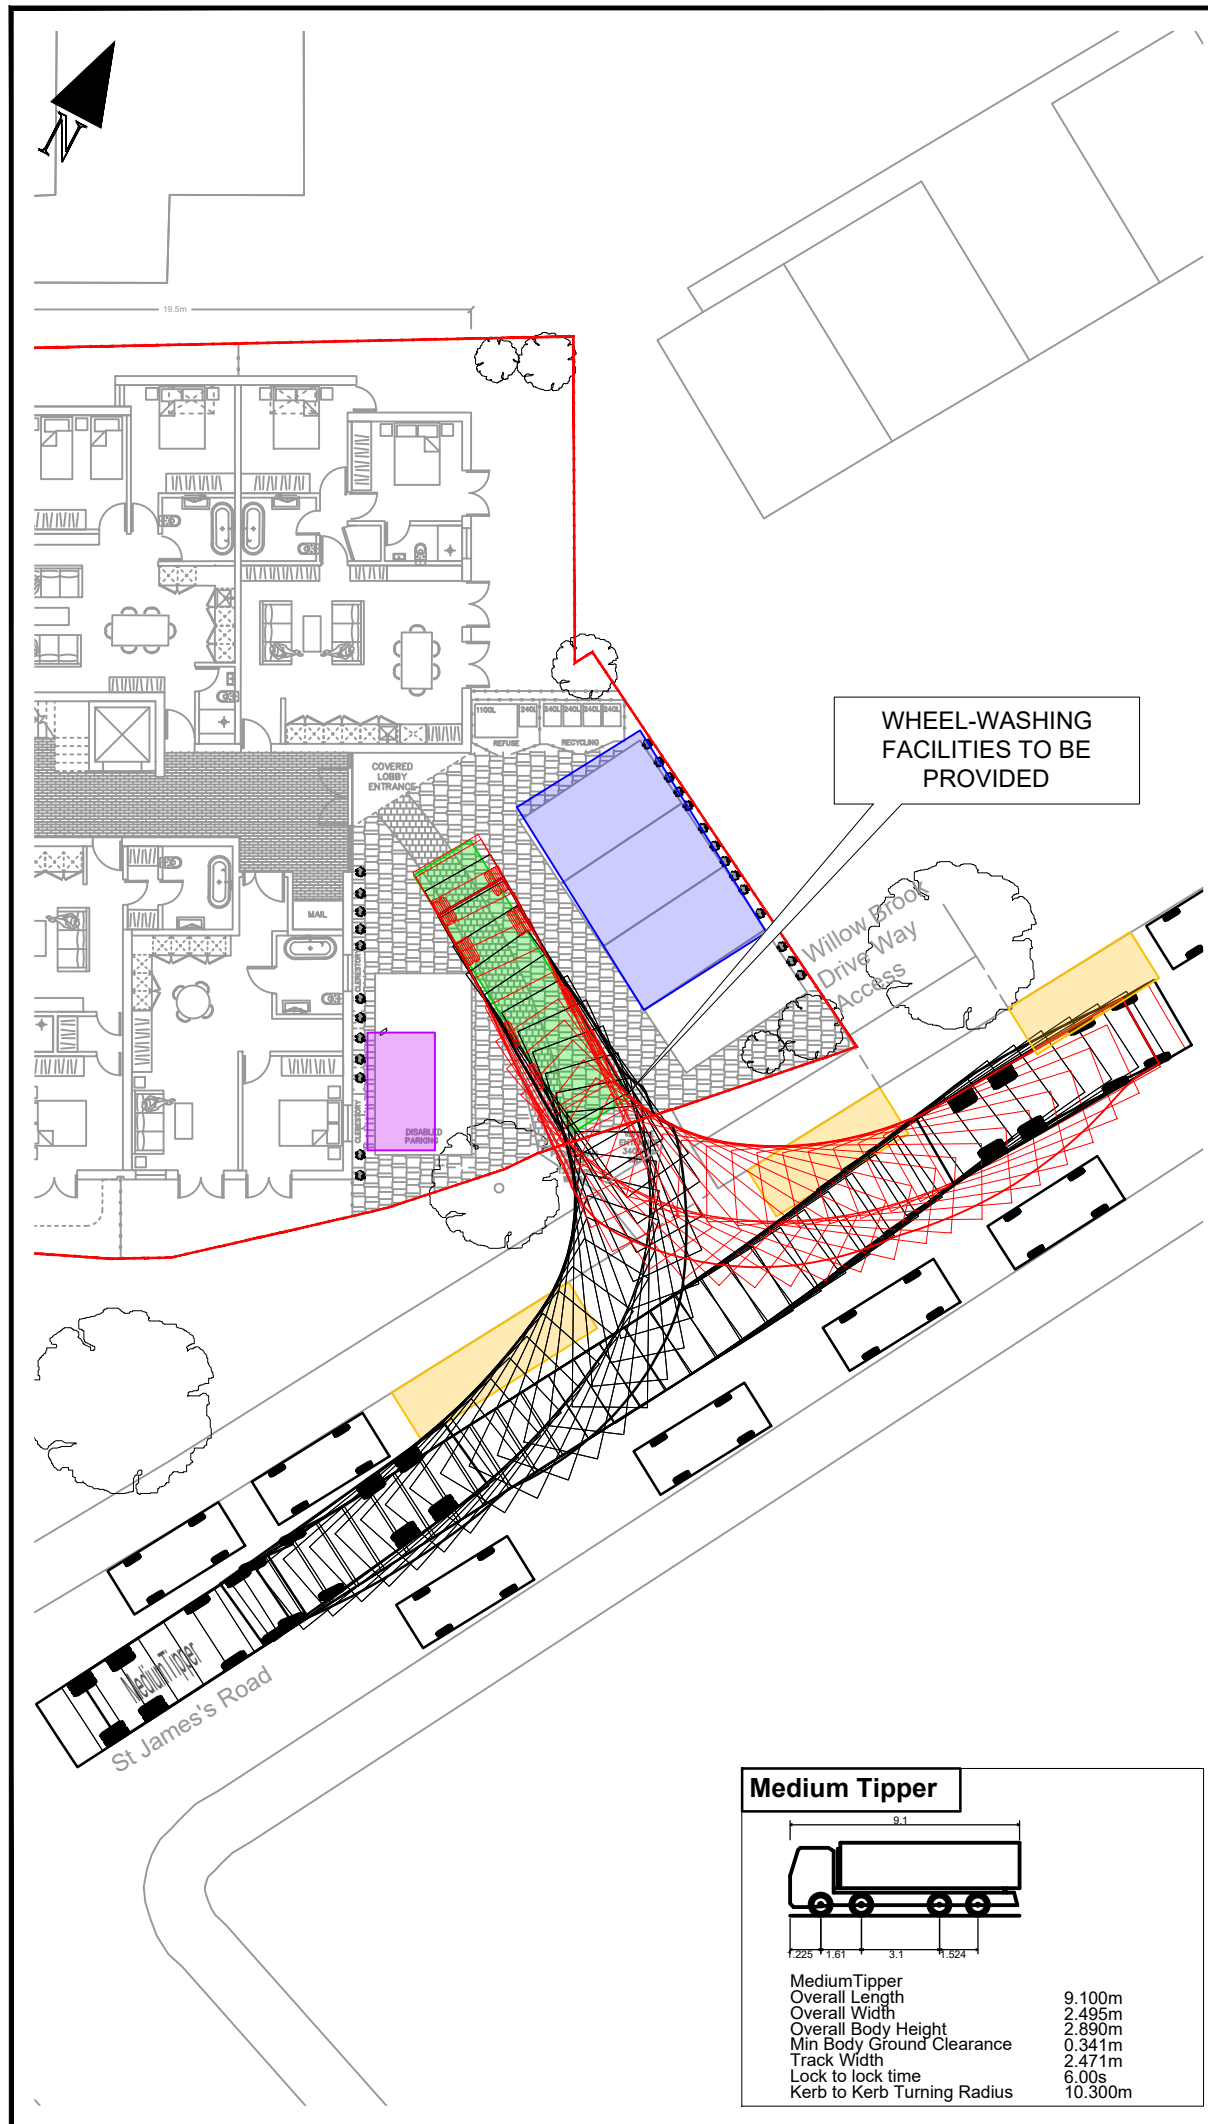 N
19.5m
1100L
240L
240L
240L
240L
240L
REFUSE
RECYCLING
COVERED
LOBBY
ENTRANCE
WHEEL-WASHING
FACILITIES TO BE
PROVIDED
MAIL
Willow Brook
Drive Way
Access
CLERESTORY
CLERESTORY
DISABLED
PARKING
MediumTipper
St James's Road
Medium Tipper
9.1
1.225
1.61
3.1
1.524
MediumTipper
Overall Length 9.100m
Overall Width 2.495m
Overall Body Height 2.890m
Min Body Ground Clearance 0.341m
Track Width 2.471m
Lock to lock time 6.00s
Kerb to Kerb Turning Radius 10.300m